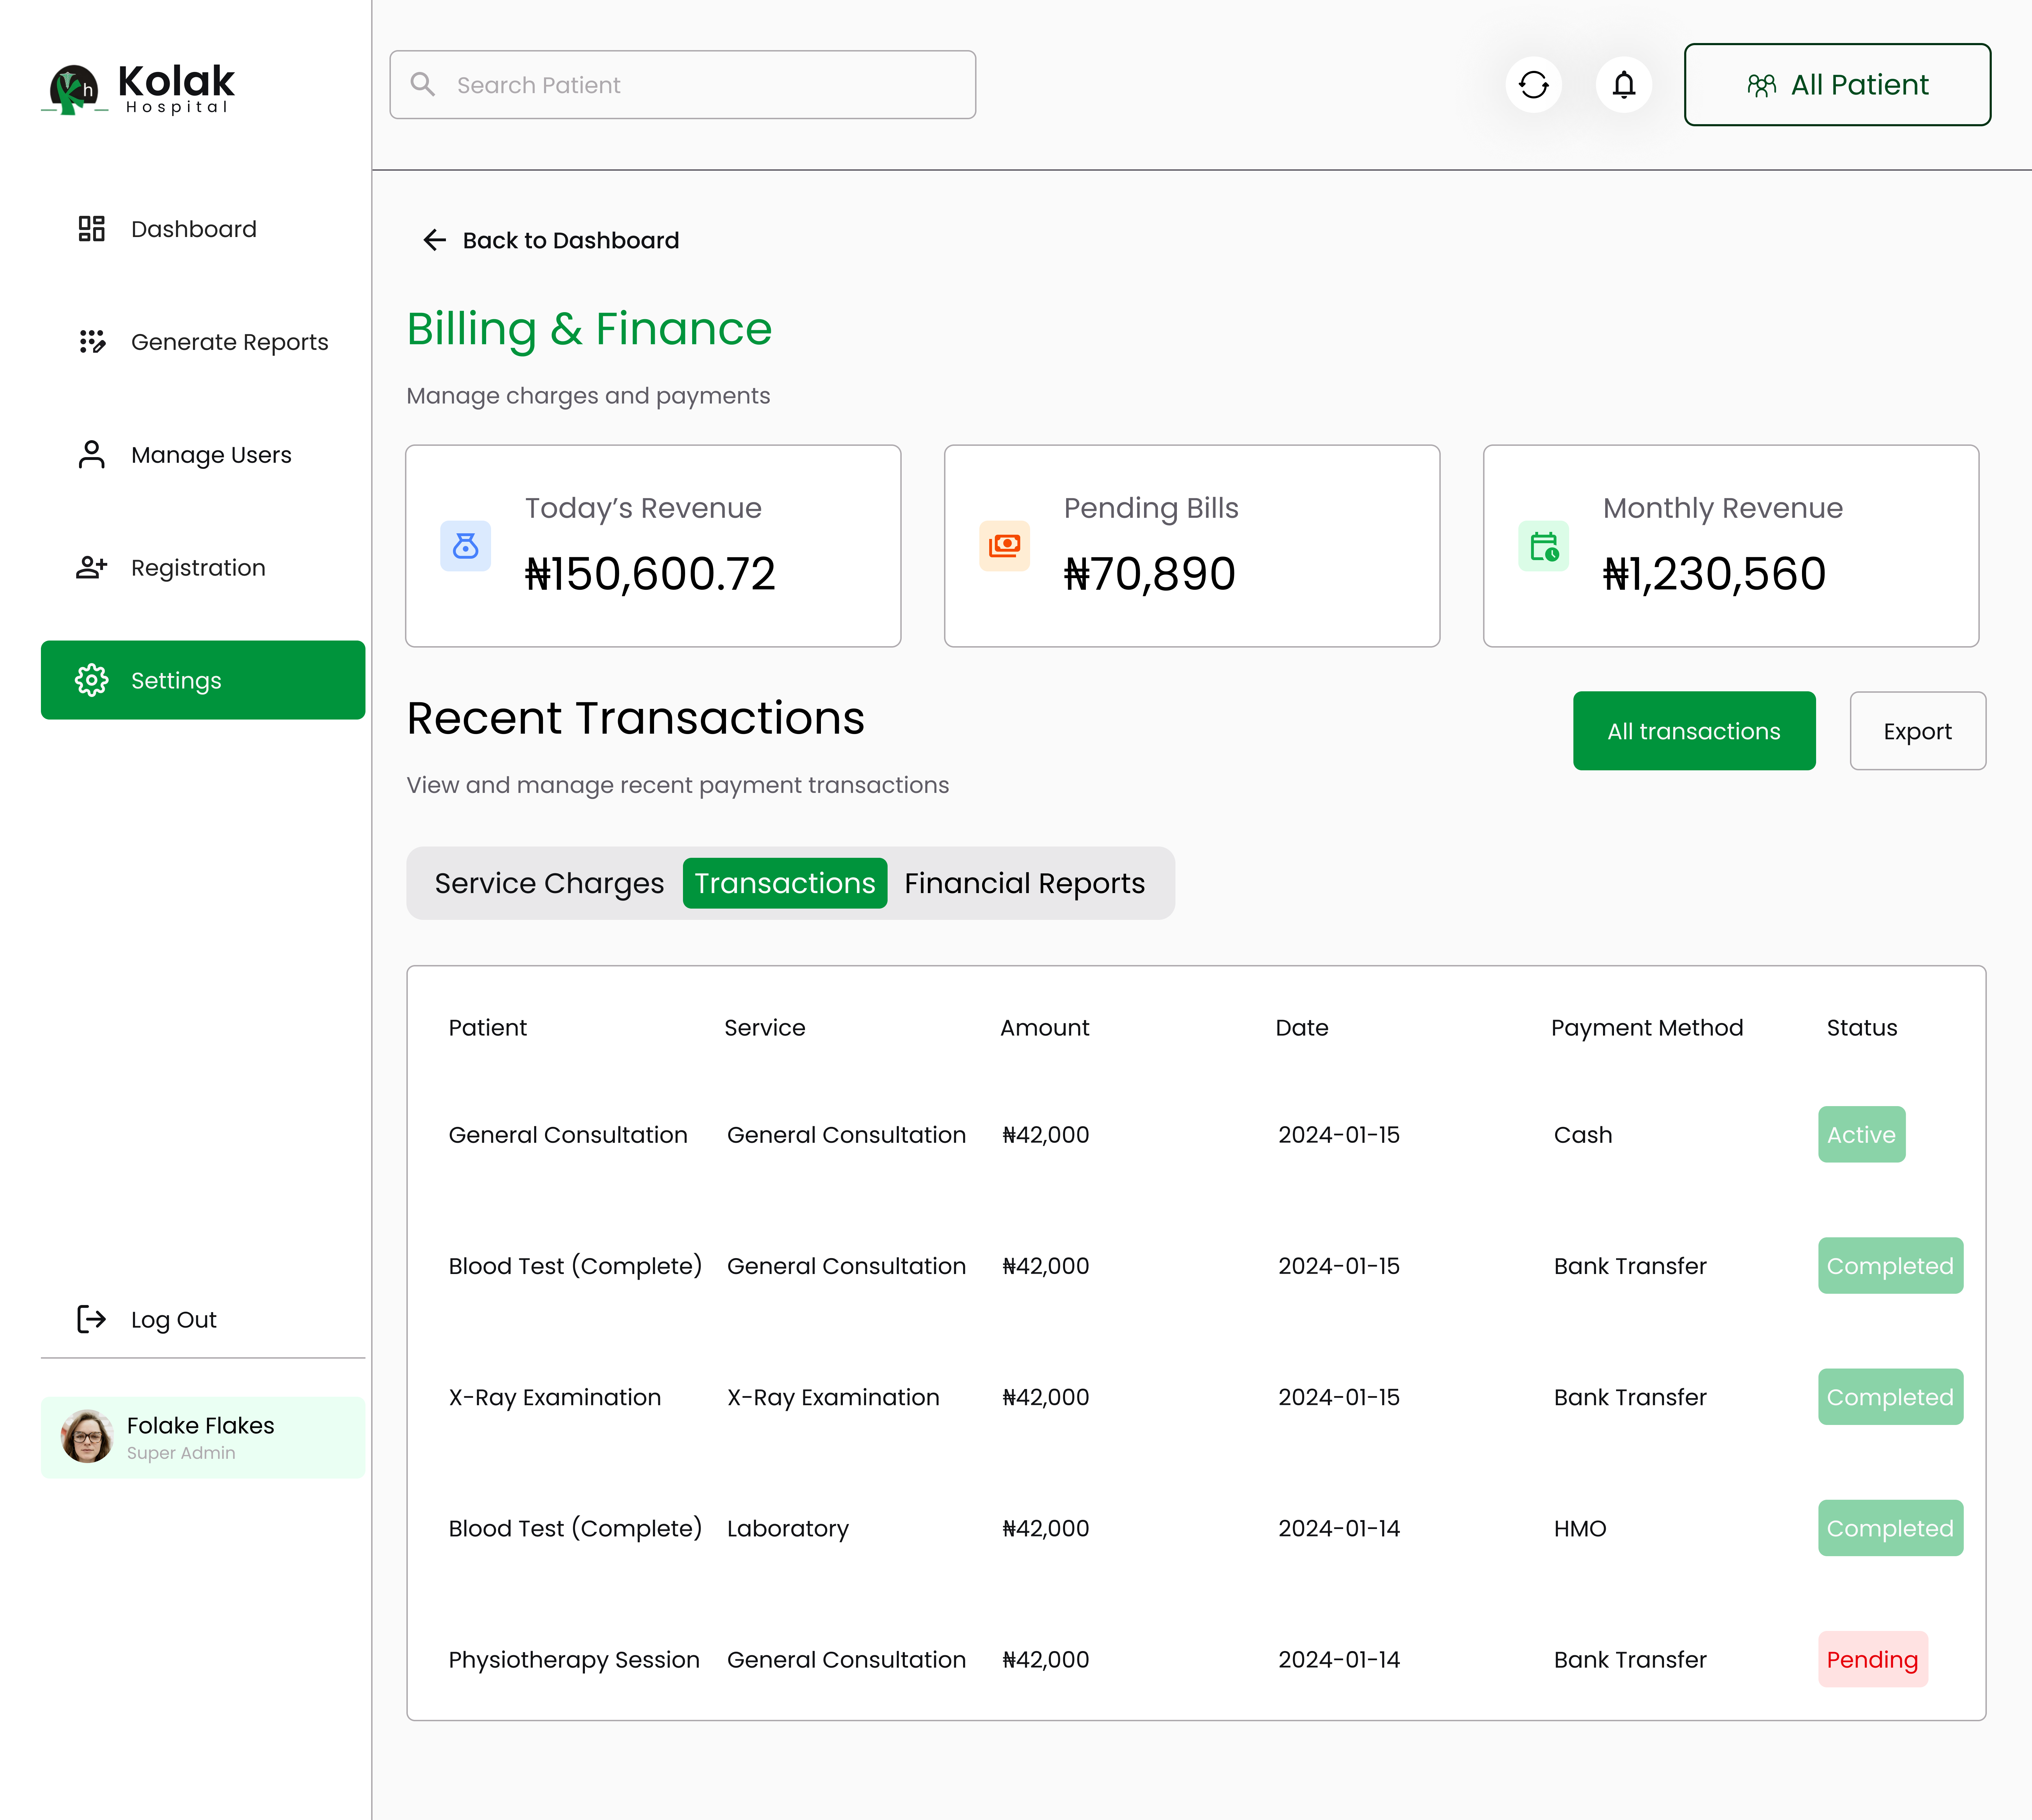 Kolak
Hospital
h
Search Patient
All Patient
Dashboard
Generate Reports
Manage Users
Registration
Settings
Log Out
Folake Flakes
Super Admin
Back to Dashboard
Billing & Finance
Manage charges and payments
Today’s Revenue
₦150,600.72
Pending Bills
₦70,890
Monthly Revenue
₦1,230,560
Recent Transactions
View and manage recent payment transactions
All transactions
Export
Service Charges Transactions Financial Reports
Patient Service Amount Date Payment Method Status
General Consultation General Consultation ₦42,000 2024-01-15 Cash Active
Blood Test (Complete) General Consultation ₦42,000 2024-01-15 Bank Transfer Completed
X-Ray Examination X-Ray Examination ₦42,000 2024-01-15 Bank Transfer Completed
Blood Test (Complete) Laboratory ₦42,000 2024-01-14 HMO Completed
Physiotherapy Session General Consultation ₦42,000 2024-01-14 Bank Transfer Pending